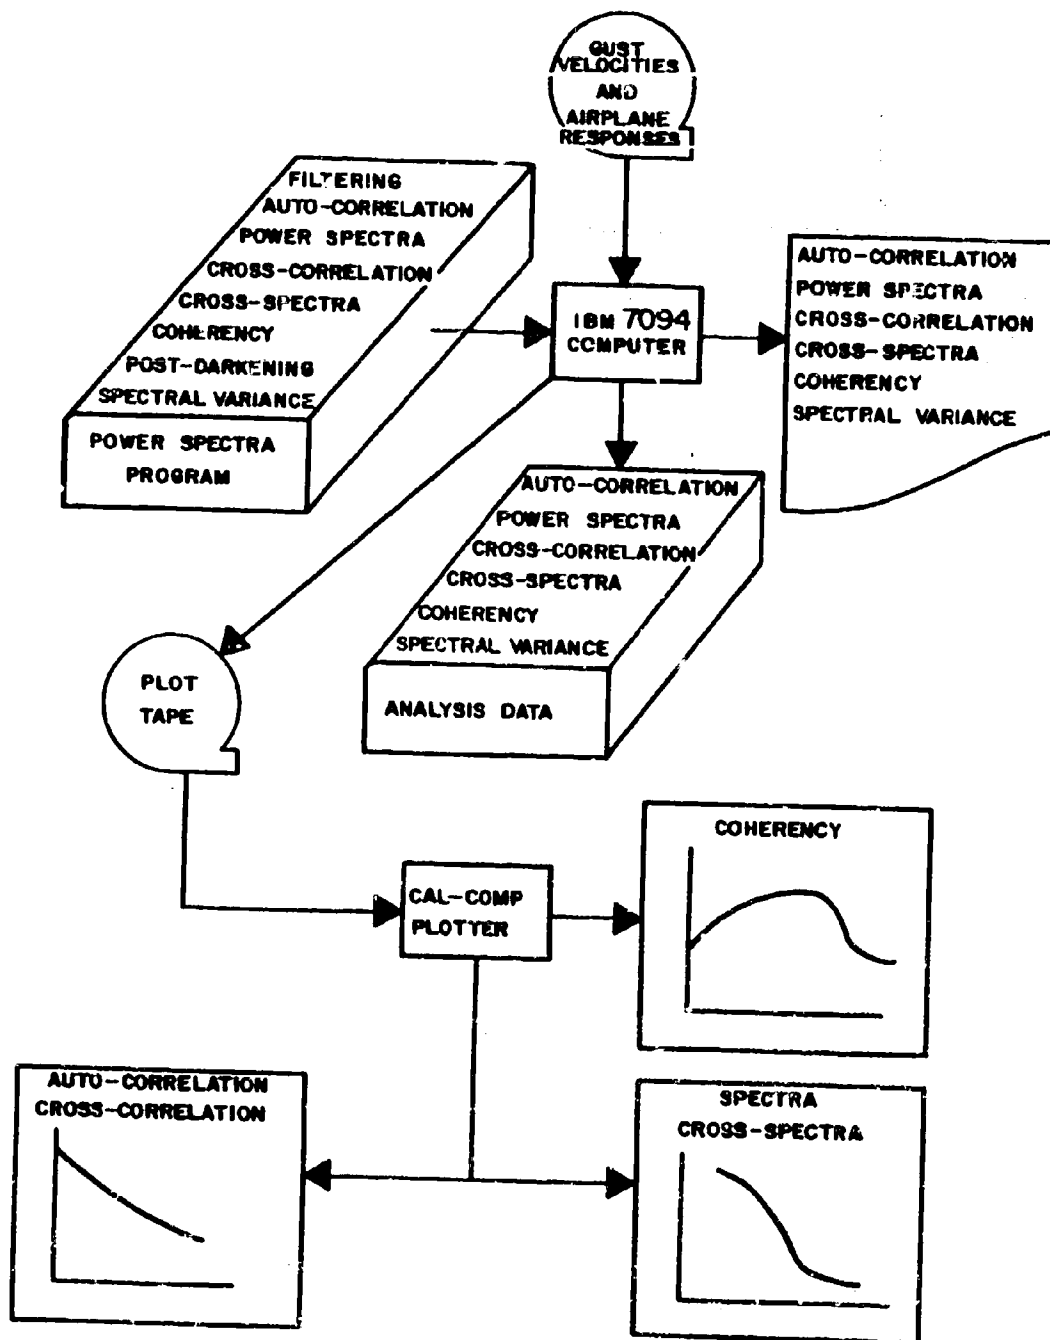 GUST
VELOCITIES
AND
AIRPLANE
RESPONSES
FILTERING
AUTO-CORRELATION
POWER SPECTRA
CROSS-CORRELATION
CROSS-SPECTRA
COHERENCY
POST-DARKENING
SPECTRAL VARIANCE
POWER SPECTRA
PROGRAM
IBM 7094
COMPUTER
AUTO-CORRELATION
POWER SPECTRA
CROSS-CORRELATION
CROSS-SPECTRA
COHERENCY
SPECTRAL VARIANCE
AUTO-CORRELATION
POWER SPECTRA
CROSS-CORRELATION
CROSS-SPECTRA
COHERENCY
SPECTRAL VARIANCE
ANALYSIS DATA
PLOT
TAPE
CAL-COMP
PLOTTER
COHERENCY
AUTO-CORRELATION
CROSS-CORRELATION
SPECTRA
CROSS-SPECTRA